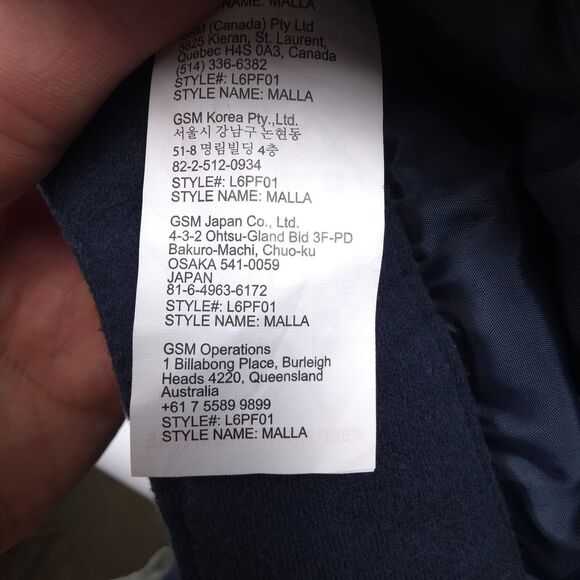 STYLE NAME: MALLA
GSM (Canada) Pty Ltd
5825 Kieran, St. Laurent,
Quebec H4S 0A3, Canada
(514) 336-6382
STYLE#: L6PF01
STYLE NAME: MALLA
GSM Korea Pty.,Ltd.
서울시 강남구 논현동
51-8 명림빌딩 4층
82-2-512-0934
STYLE#: L6PF01
STYLE NAME: MALLA
GSM Japan Co., Ltd.
4-3-2 Ohtsu-Gland Bld 3F-PD
Bakuro-Machi, Chuo-ku
OSAKA 541-0059
JAPAN
81-6-4963-6172
STYLE#: L6PF01
STYLE NAME: MALLA
GSM Operations
1 Billabong Place, Burleigh
Heads 4220, Queensland
Australia
+61 7 5589 9899
STYLE#: L6PF01
STYLE NAME: MALLA